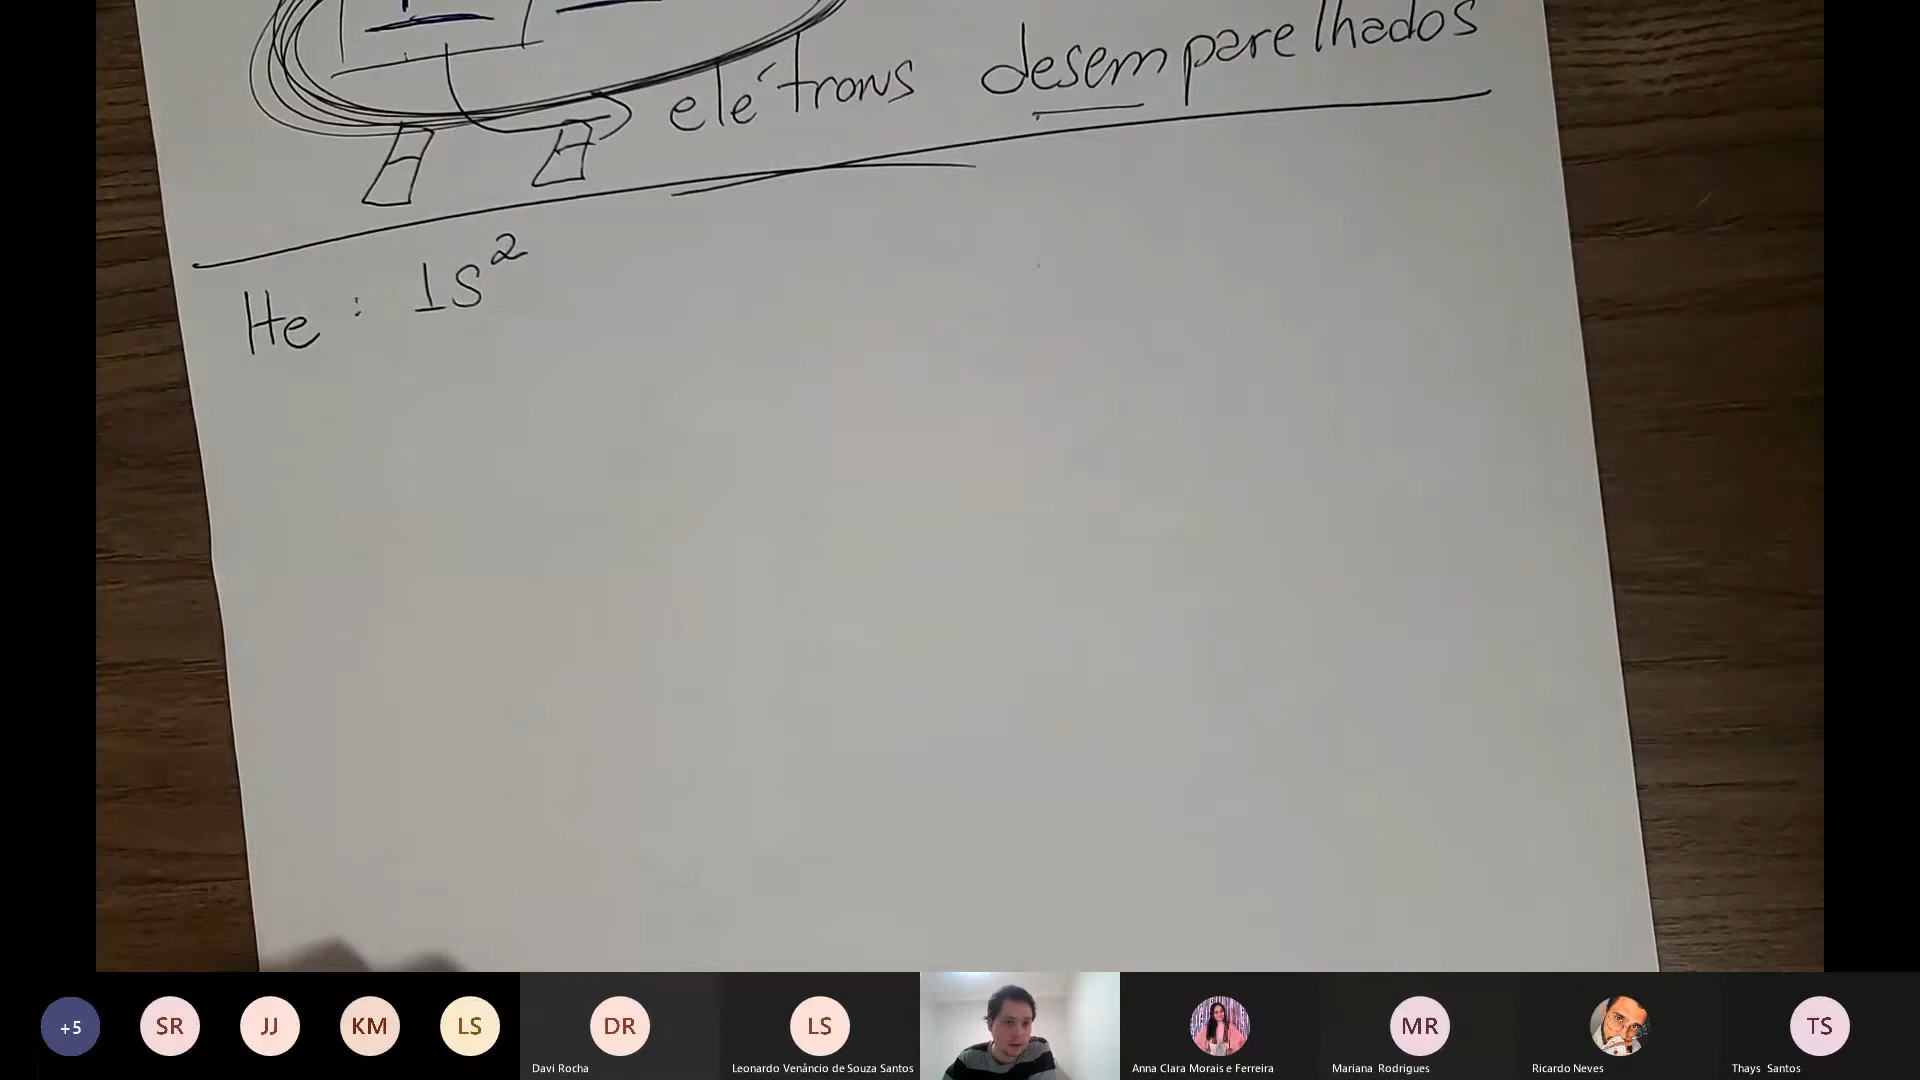 elétrons desemparelhados
He : 1s²
+5
SR
JJ
KM
LS
DR
LS
MR
TS
Davi Rocha
Leonardo Venâncio de Souza Santos
Anna Clara Morais e Ferreira
Mariana Rodrigues
Ricardo Neves
Thays Santos